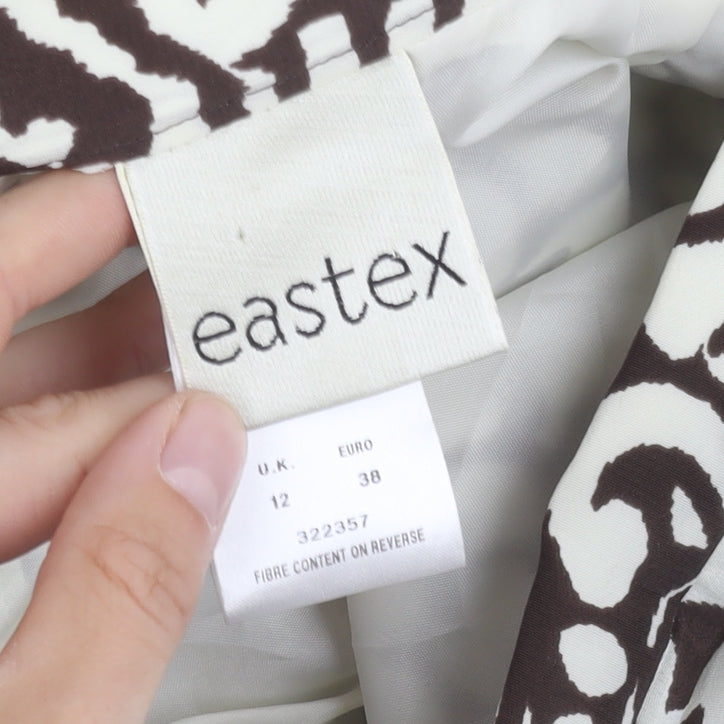 eastex
U.K. EURO
12 38
322357
FIBRE CONTENT ON REVERSE